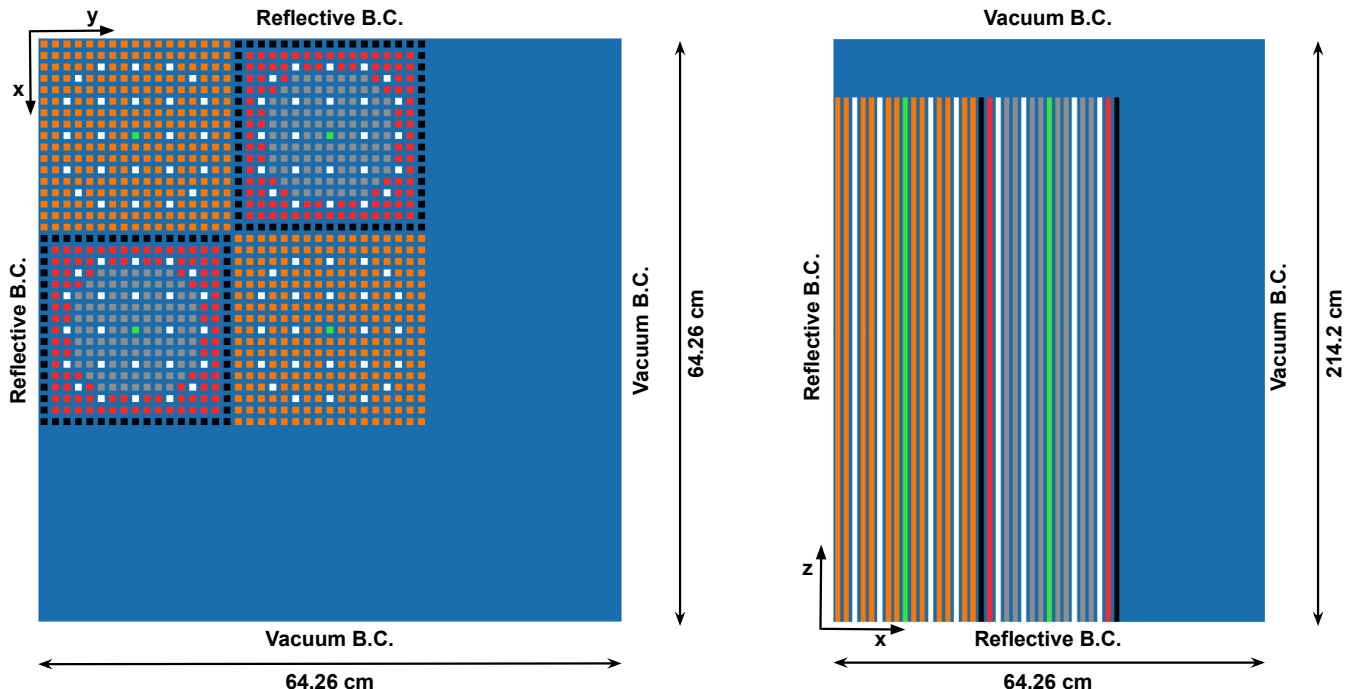 Reflective B.C.
y
x
Reflective B.C.
Vacuum B.C.
64.26 cm
Vacuum B.C.
64.26 cm
Vacuum B.C.
Reflective B.C.
Vacuum B.C.
214.2 cm
z
x
Reflective B.C.
64.26 cm